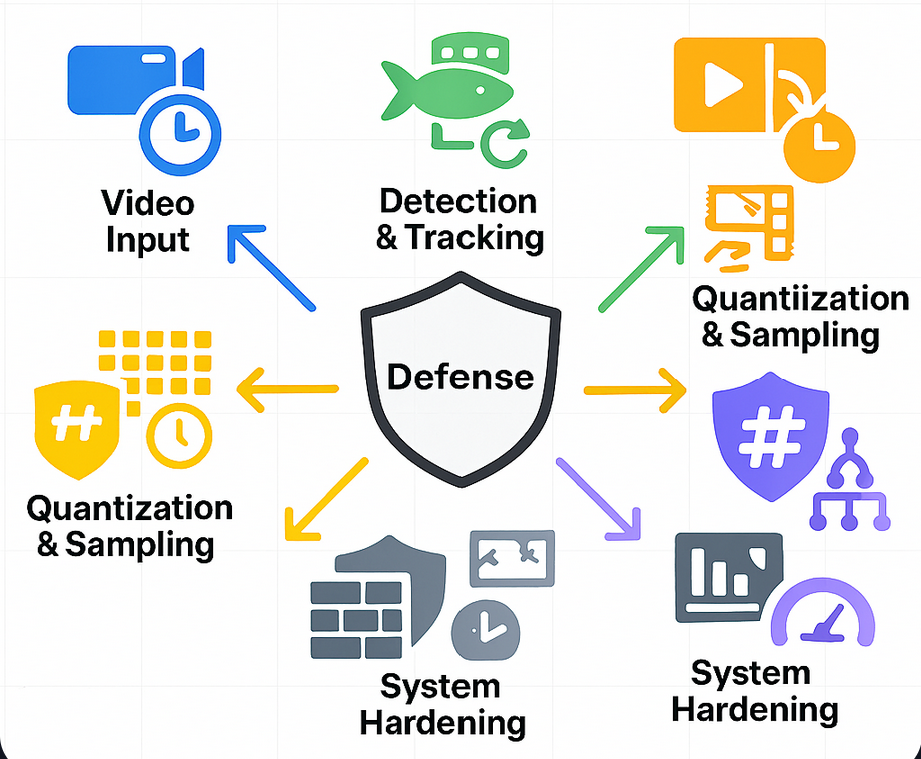 Video
Input
Detection
& Tracking
Quantiization
& Sampling
Defense
#
#
Quantization
& Sampling
System
Hardening
System
Hardening